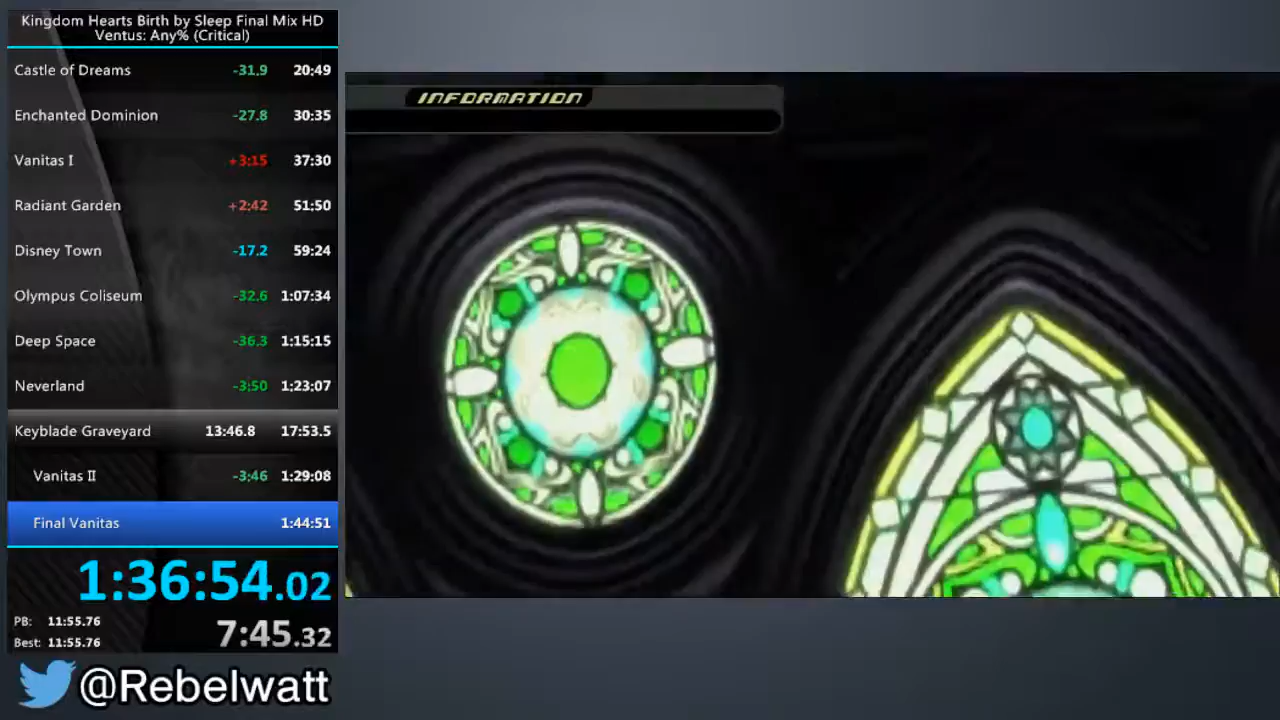 Kingdom Hearts Birth by Sleep Final Mix HD
Ventus: Any% (Critical)
Castle of Dreams -31.9 20:49
Enchanted Dominion -27.8 30:35
Vanitas I +3:15 37:30
Radiant Garden +2:42 51:50
Disney Town -17.2 59:24
Olympus Coliseum -32.6 1:07:34
Deep Space -36.3 1:15:15
Neverland -3:50 1:23:07
Keyblade Graveyard 13:46.8 17:53.5
Vanitas II -3:46 1:29:08
Final Vanitas 1:44:51
1:36:54.02
PB: 11:55.76
Best: 11:55.76
7:45.32
@Rebelwatt
INFORMATION